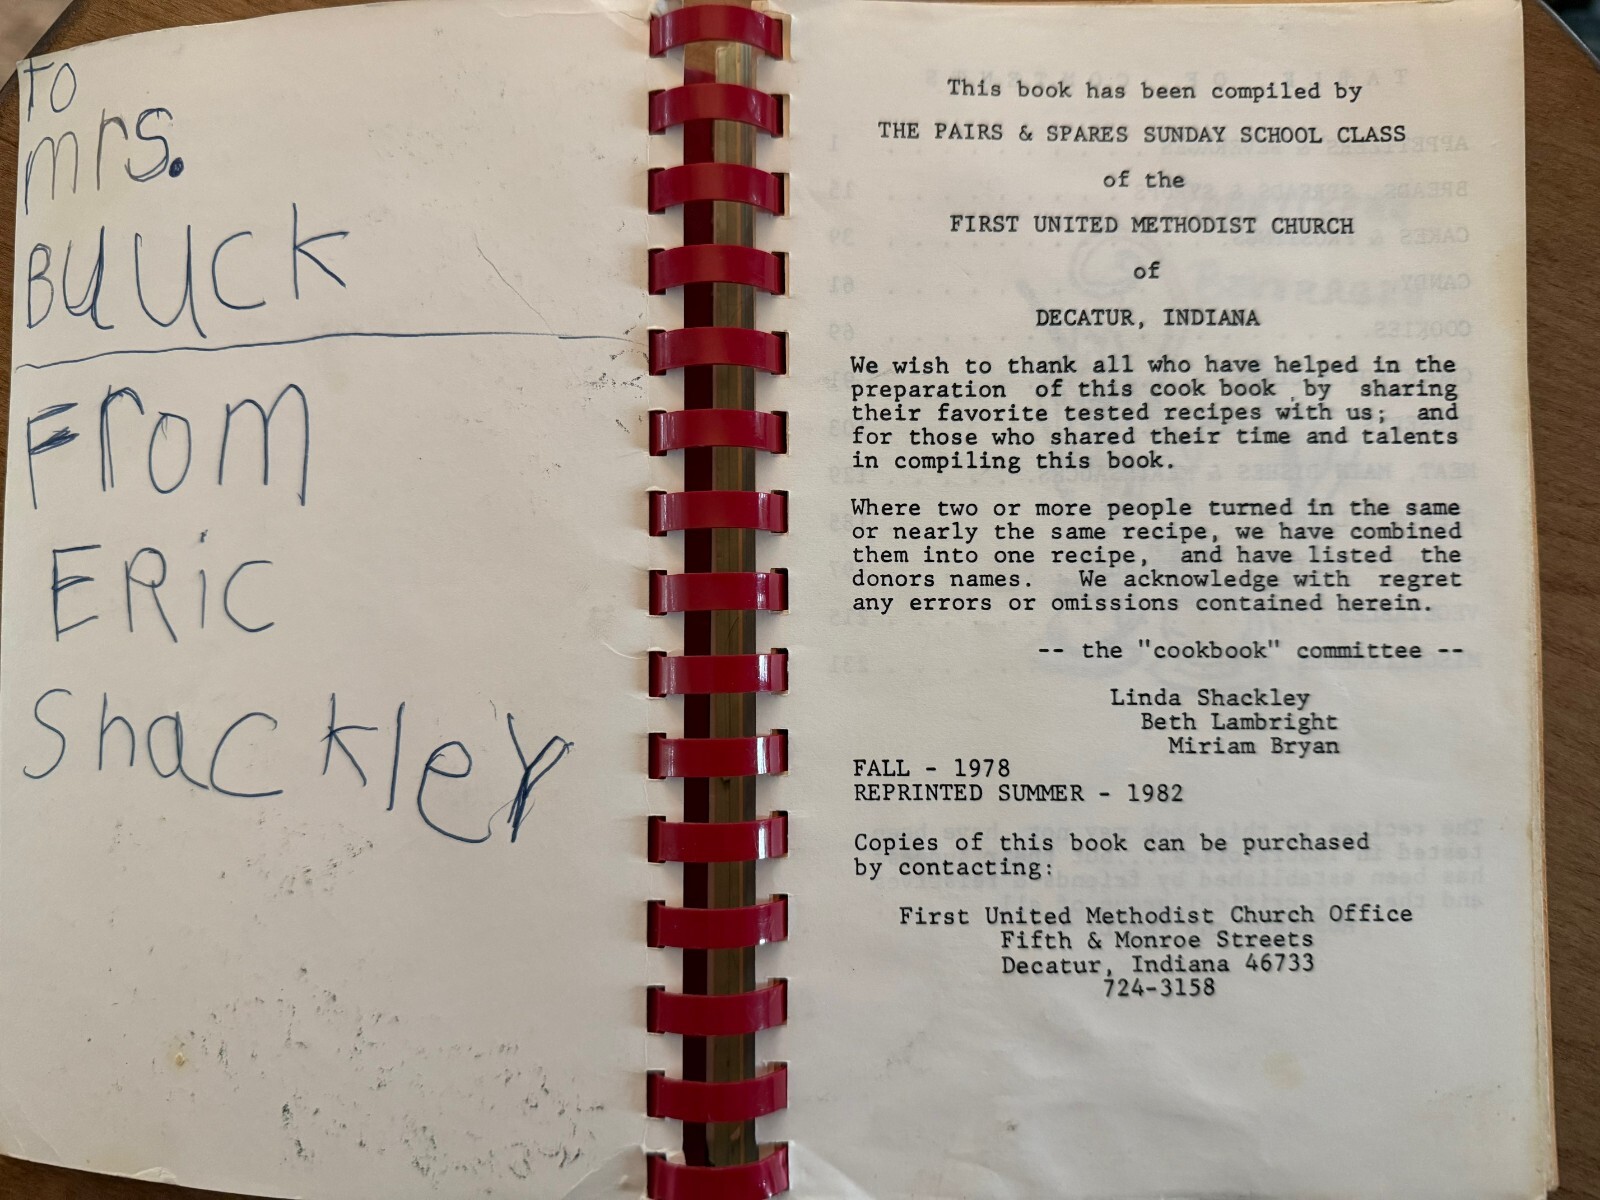 TO
mrs.
BUUCK
From
ERiC
Shackley
This book has been compiled by
THE PAIRS & SPARES SUNDAY SCHOOL CLASS
of the
FIRST UNITED METHODIST CHURCH
of
DECATUR, INDIANA
We wish to thank all who have helped in the
preparation of this cook book by sharing
their favorite tested recipes with us; and
for those who shared their time and talents
in compiling this book.
Where two or more people turned in the same
or nearly the same recipe, we have combined
them into one recipe, and have listed the
donors names. We acknowledge with regret
any errors or omissions contained herein.
-- the "cookbook" committee --
Linda Shackley
Beth Lambright
Miriam Bryan
FALL - 1978
REPRINTED SUMMER - 1982
Copies of this book can be purchased
by contacting:
First United Methodist Church Office
Fifth & Monroe Streets
Decatur, Indiana 46733
724-3158